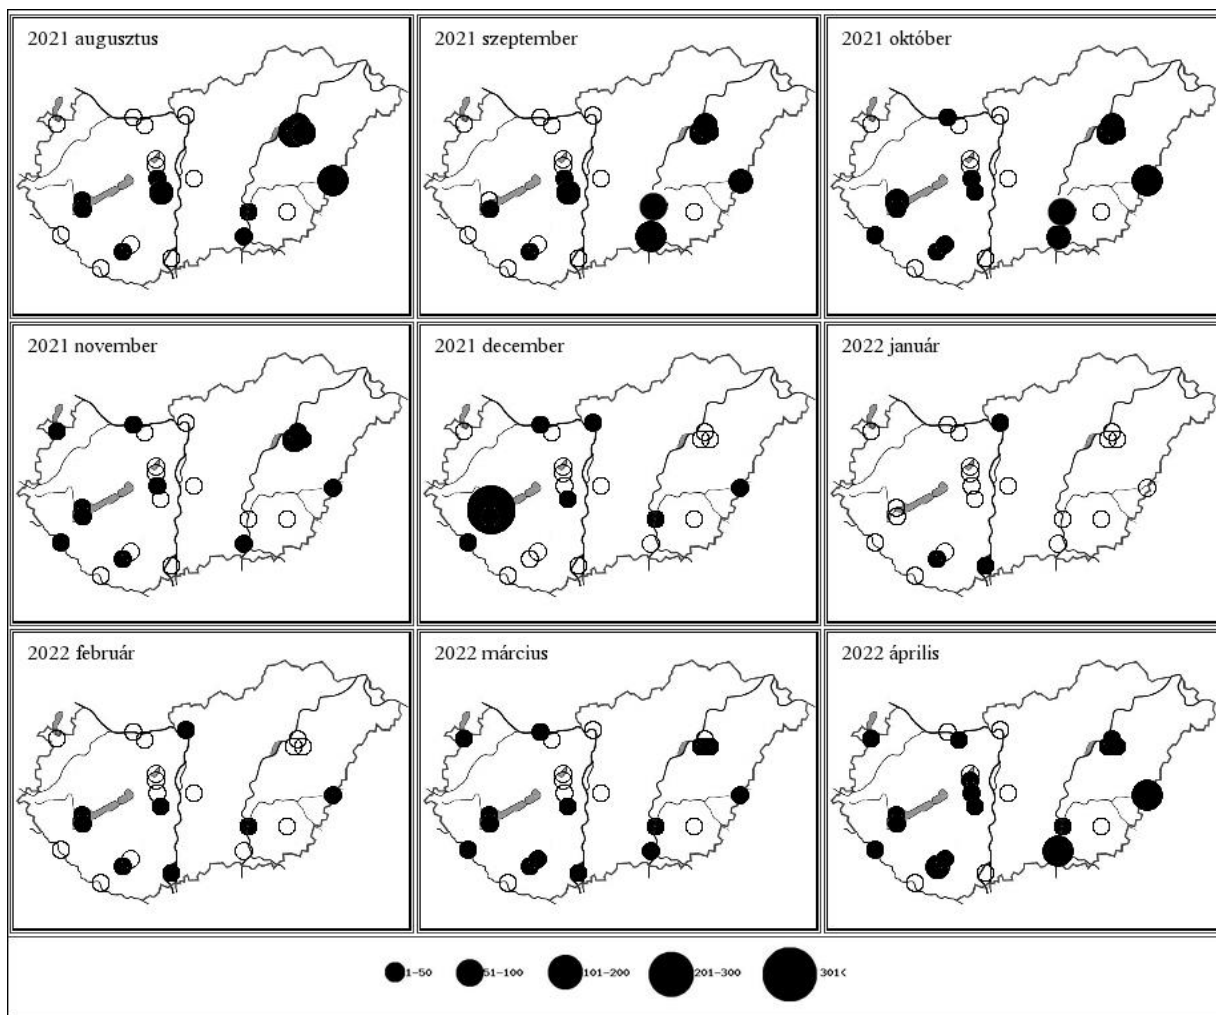 2021 augusztus
2021 szeptember
2021 október
2021 november
2021 december
2022 január
2022 február
2022 március
2022 április
1-50
51-100
101-200
201-300
301<